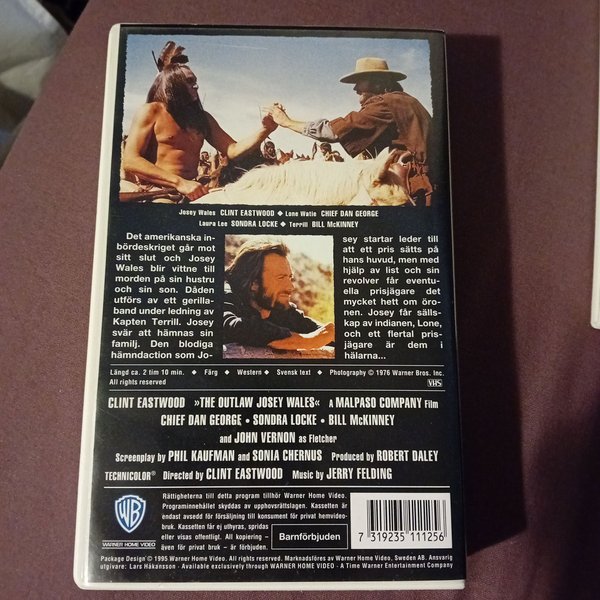 Josey Wales CLINT EASTWOOD ◆ Lone Watie CHIEF DAN GEORGE
Laura Lee SONDRA LOCKE ◆ Terrill BILL McKINNEY
Det amerikanska in-
bördeskriget går mot
sitt slut och Josey
Wales blir vittne till
morden på sin hustru
och sin son. Dåden
utförs av ett gerilla-
band under ledning av
Kapten Terrill. Josey
svär att hämnas sin
familj. Den blodiga
hämndaction som Jo-
sey startar leder till
att ett pris sätts på
hans huvud, men med
hjälp av list och sin
revolver får eventu-
ella prisjägare det
mycket hett om öro-
nen. Josey får sälls-
kap av indianen, Lone,
och ett flertal pris-
jägare är dem i
hälarna...
Längd ca. 2 tim 10 min. ◆ Färg ◆ Western ◆ Svensk text ◆ Photography © 1976 Warner Bros. Inc.
All rights reserved
VHS
CLINT EASTWOOD »THE OUTLAW JOSEY WALES« A MALPASO COMPANY Film
CHIEF DAN GEORGE • SONDRA LOCKE • BILL McKINNEY
and JOHN VERNON as Fletcher
Screenplay by PHIL KAUFMAN and SONIA CHERNUS Produced by ROBERT DALEY
TECHNICOLOR® Directed by CLINT EASTWOOD Music by JERRY FELDING
WB
WARNER HOME VIDEO
Rättigheterna till detta program tillhör Warner Home Video.
Programinnehållet skyddas av upphovsrättslagen. Kassetten är
endast avsedd för försäljning till konsument för privat hemvideo-
bruk. Kassetten får ej uthyras, spridas
eller visas offentligt. All kopiering –
även för privat bruk – är förbjuden.
Barnförbjuden
7 319235 111256
Package Design © 1995 Warner Home Video. All rights reserved. Marknadsföres av Warner Home Video, Sweden AB. Ansvarig
utgivare: Lars Håkansson - Available exclusively through WARNER HOME VIDEO - A Time Warner Entertainment Company